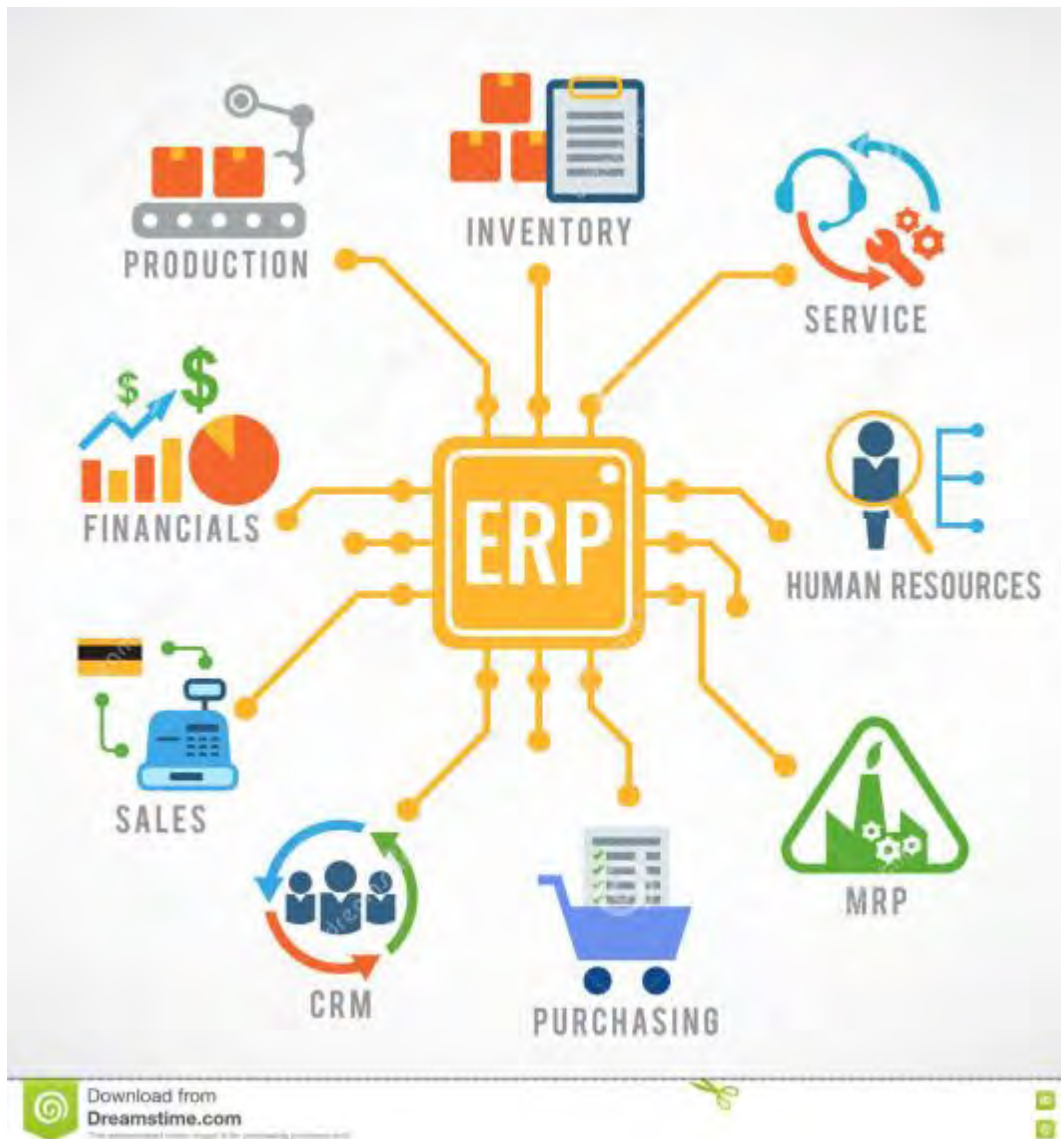 PRODUCTION
INVENTORY
SERVICE
FINANCIALS
ERP
HUMAN RESOURCES
SALES
MRP
CRM
PURCHASING
Download from
Dreamstime.com